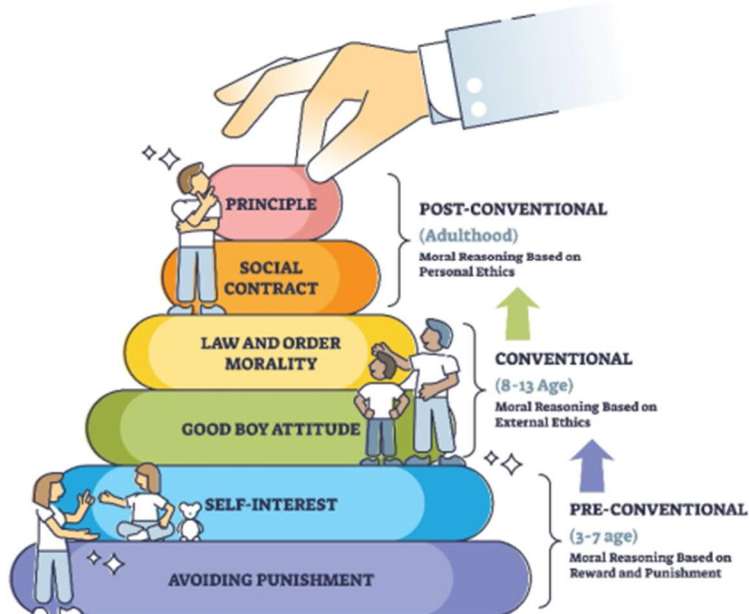 PRINCIPLE
SOCIAL
CONTRACT
LAW AND ORDER
MORALITY
GOOD BOY ATTITUDE
SELF-INTEREST
AVOIDING PUNISHMENT
POST-CONVENTIONAL
(Adulthood)
Moral Reasoning Based on
Personal Ethics
CONVENTIONAL
(8-13 Age)
Moral Reasoning Based on
External Ethics
PRE-CONVENTIONAL
(3-7 age)
Moral Reasoning Based on
Reward and Punishment